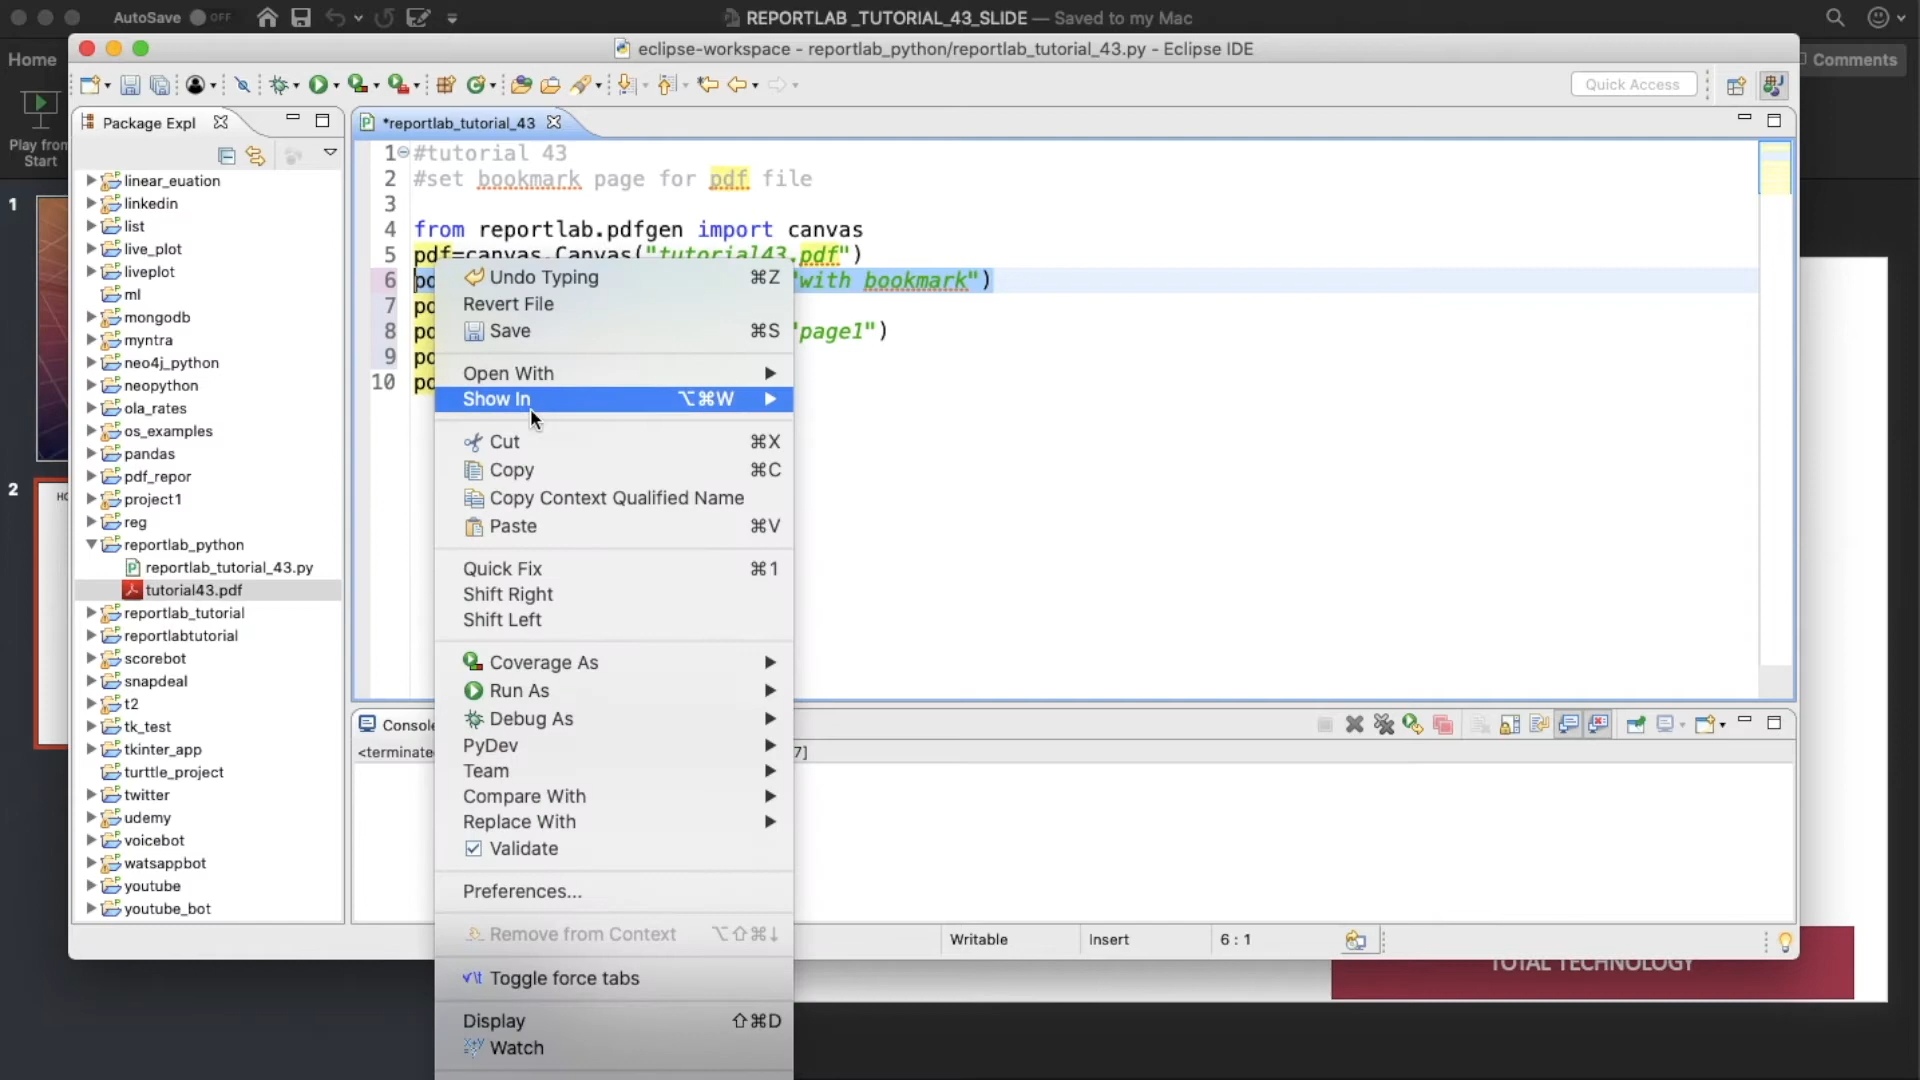 AutoSave OFF
REPORTLAB _TUTORIAL_43_SLIDE — Saved to my Mac
Home
Comments
Play from
Start
1
2
eclipse-workspace - reportlab_python/reportlab_tutorial_43.py - Eclipse IDE
Quick Access
Package Expl
linear_euation
linkedin
list
live_plot
liveplot
ml
mongodb
myntra
neo4j_python
neopython
ola_rates
os_examples
pandas
pdf_repor
project1
reg
reportlab_python
reportlab_tutorial_43.py
tutorial43.pdf
reportlab_tutorial
reportlabtutorial
scorebot
snapdeal
t2
tk_test
tkinter_app
turttle_project
twitter
udemy
voicebot
watsappbot
youtube
youtube_bot
*reportlab_tutorial_43
1 #tutorial 43
2 #set bookmark page for pdf file
3
4 from reportlab.pdfgen import canvas
5 pdf=canvas.Canvas("tutorial43.pdf")
6 with bookmark")
7
8 page1")
9
10
Undo Typing ⌘Z
Revert File
Save ⌘S
Open With
Show In ⌥⌘W
Cut ⌘X
Copy ⌘C
Copy Context Qualified Name
Paste ⌘V
Quick Fix ⌘1
Shift Right
Shift Left
Coverage As
Run As
Debug As
PyDev
Team
Compare With
Replace With
Validate
Preferences...
Remove from Context ⌥⇧⌘↓
Toggle force tabs
Display ⇧⌘D
Watch
Console
<terminate
7]
Writable
Insert
6 : 1
TOTAL TECHNOLOGY